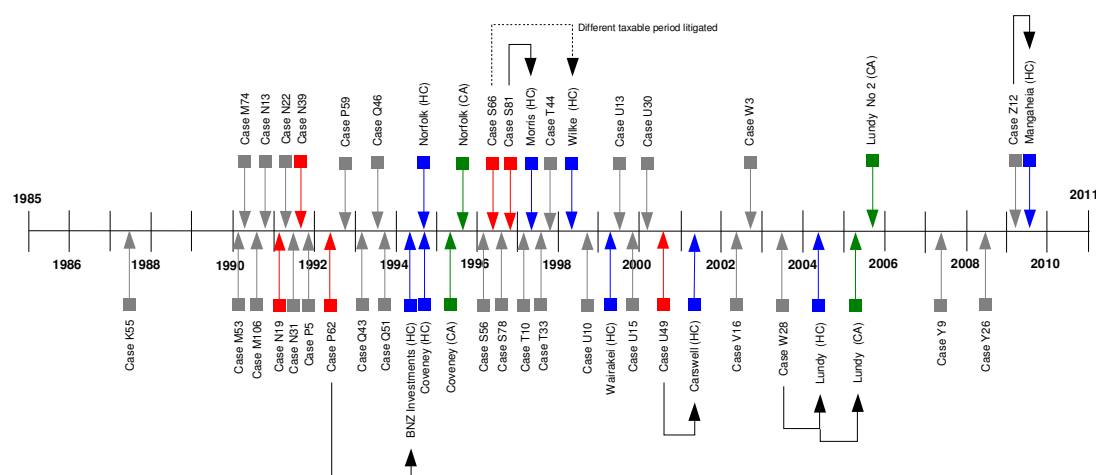 Different taxable period litigated
Case M74
Case N13
Case N22
Case N39
Case P59
Case Q46
Norfolk (HC)
Norfolk (CA)
Case S66
Case S81
Morris (HC)
Case T44
Wilke (HC)
Case U13
Case U30
Case W3
Lundy No 2 (CA)
Case Z12
Mangaheia (HC)
1985
2011
1986
1988
1990
1992
1994
1996
1998
2000
2002
2004
2006
2008
2010
Case K55
Case M53
Case M106
Case N19
Case N31
Case P5
Case P62
Case Q43
Case Q51
BNZ Investments (HC)
Coveney (HC)
Coveney (CA)
Case S56
Case S78
Case T10
Case T33
Case U10
Wairakei (HC)
Case U15
Case U49
Carswell (HC)
Case V16
Case W28
Lundy (HC)
Lundy (CA)
Case Y9
Case Y26